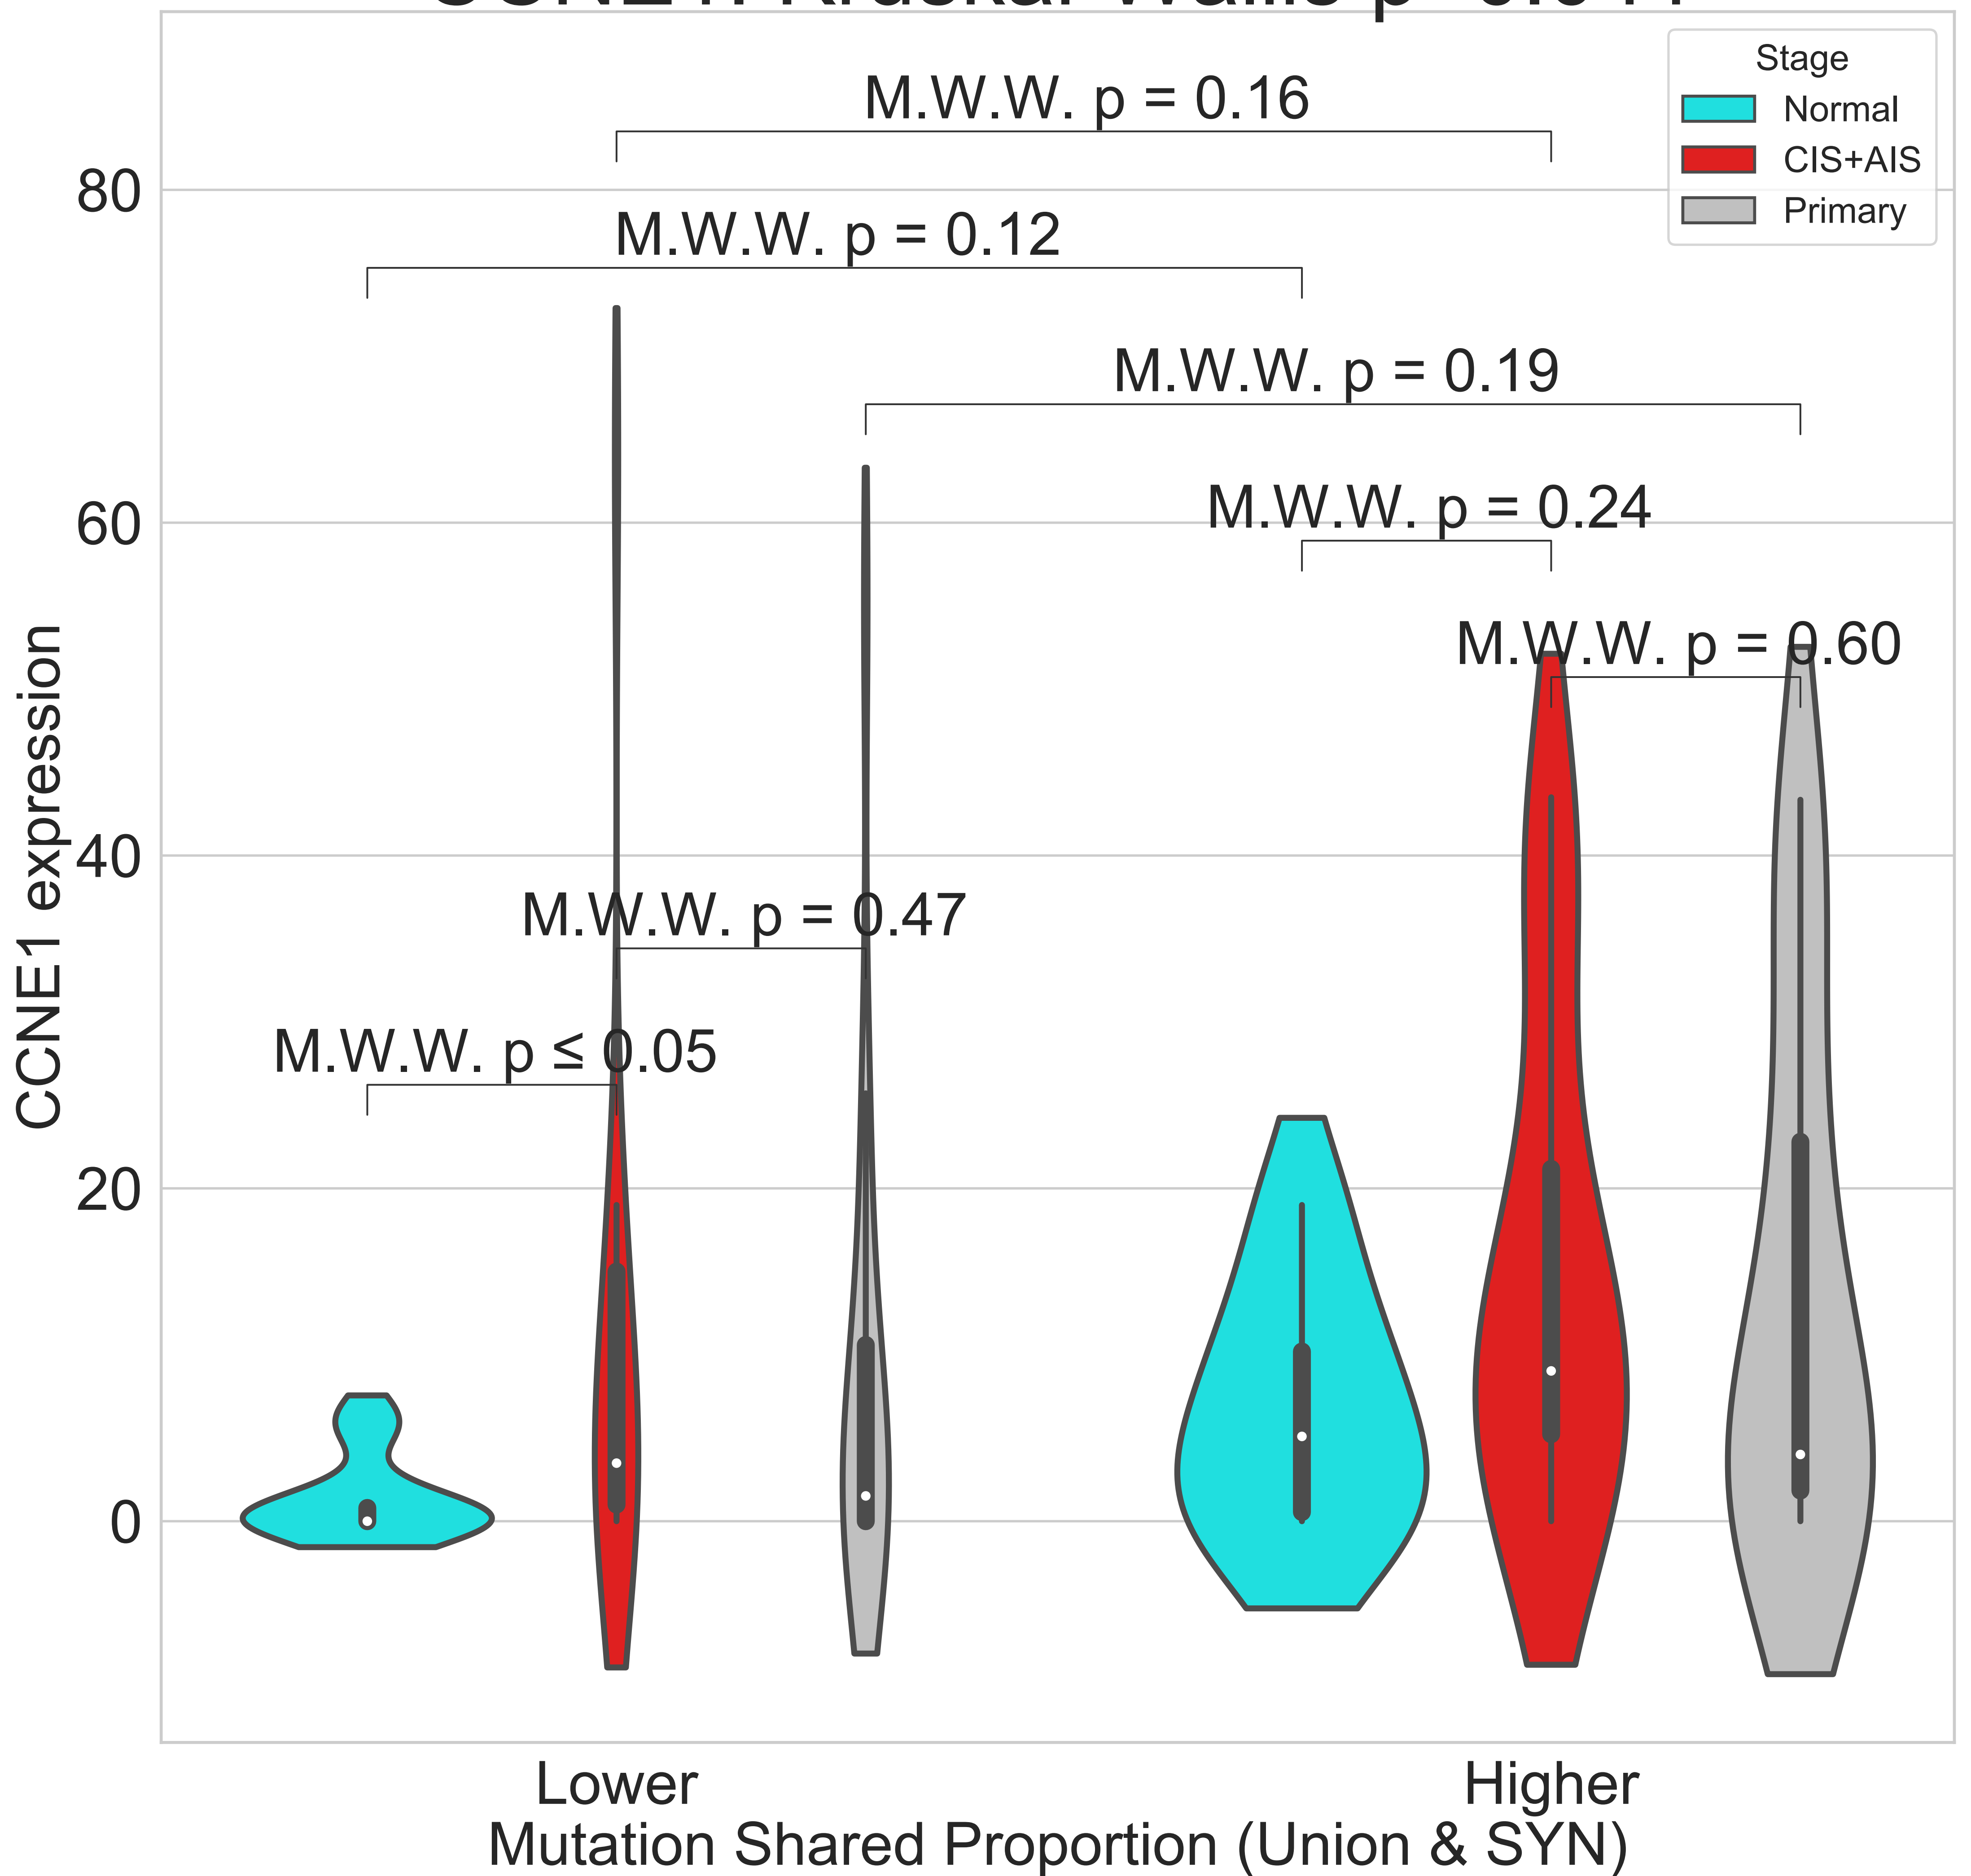 Stage
Normal
CIS+AIS
Primary
M.W.W. p = 0.16
M.W.W. p = 0.12
M.W.W. p = 0.19
M.W.W. p = 0.24
M.W.W. p = 0.60
M.W.W. p = 0.47
M.W.W. p ≤ 0.05
80
60
40
20
0
CCNE1 expression
Lower
Higher
Mutation Shared Proportion (Union & SYN)